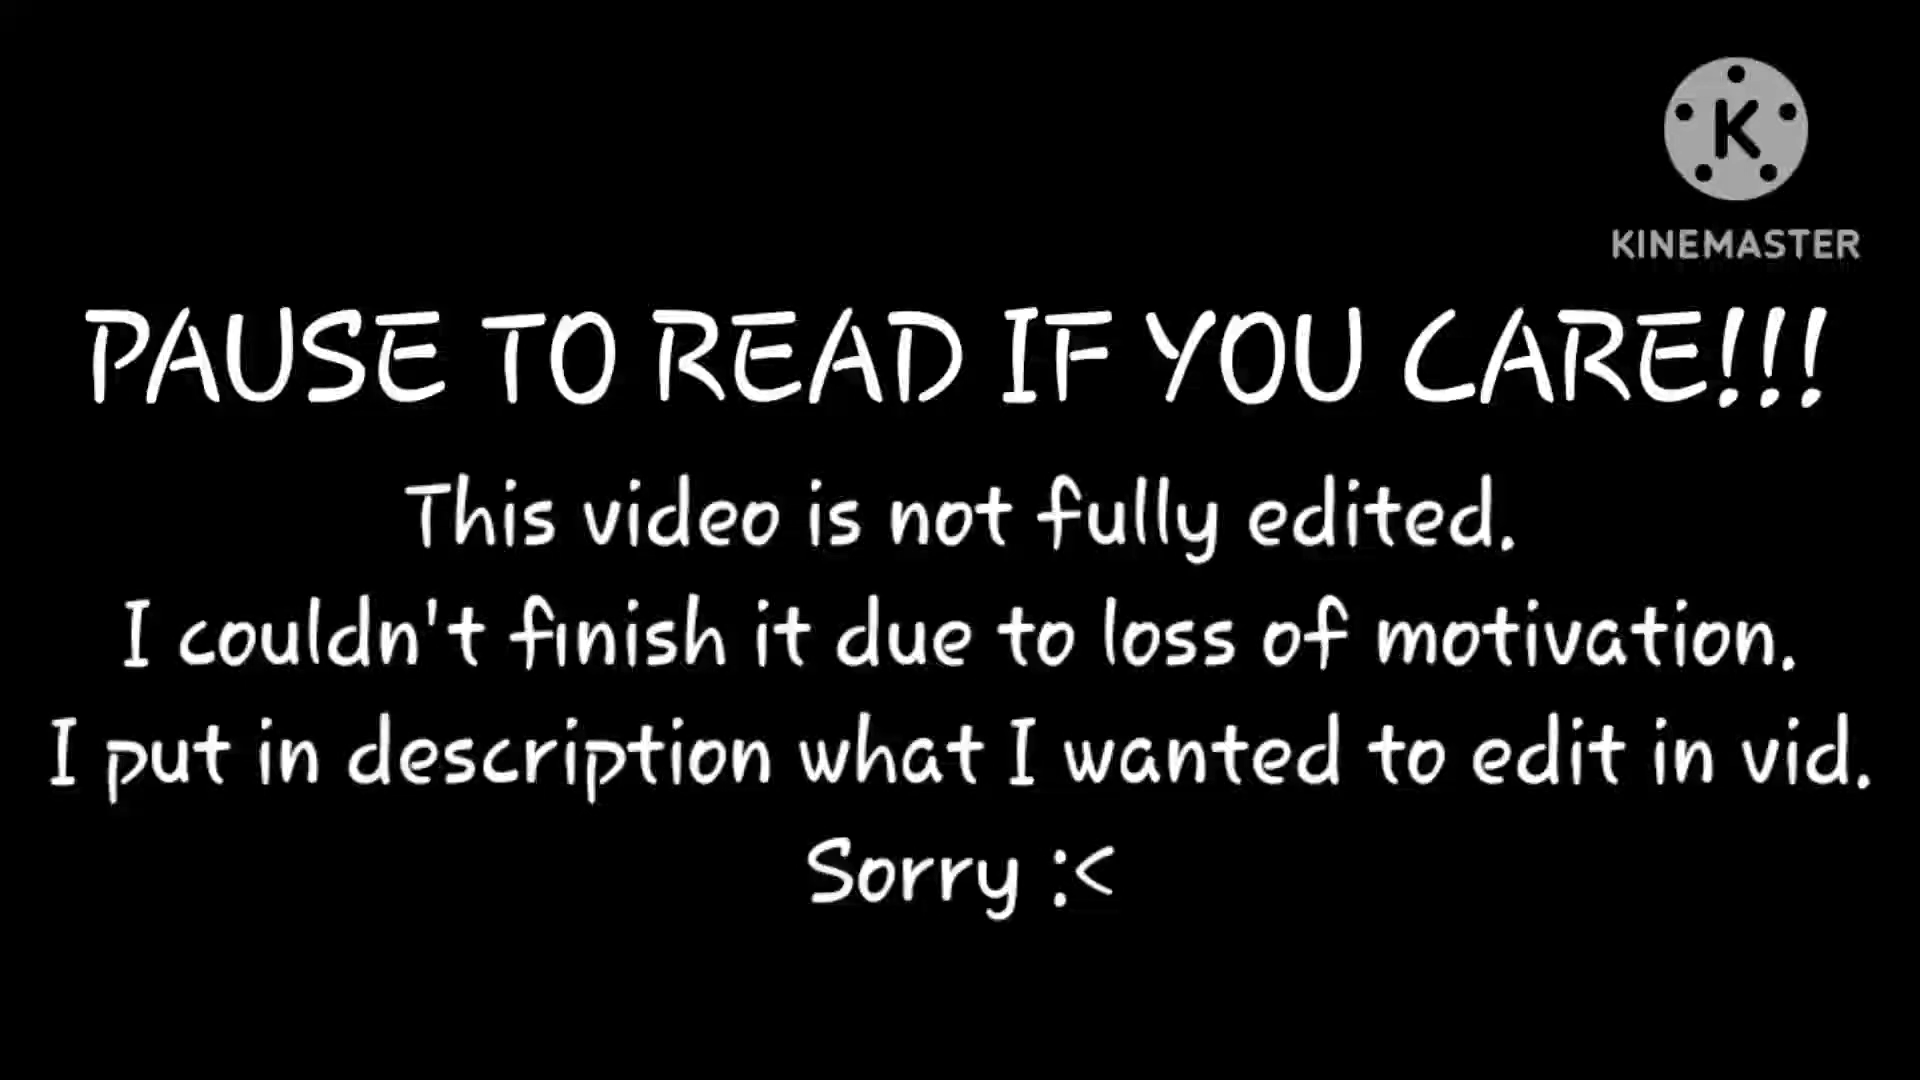 K
KINEMASTER
PAUSE TO READ IF YOU CARE!!!
This video is not fully edited.
I couldn't finish it due to loss of motivation.
I put in description what I wanted to edit in vid.
Sorry :<